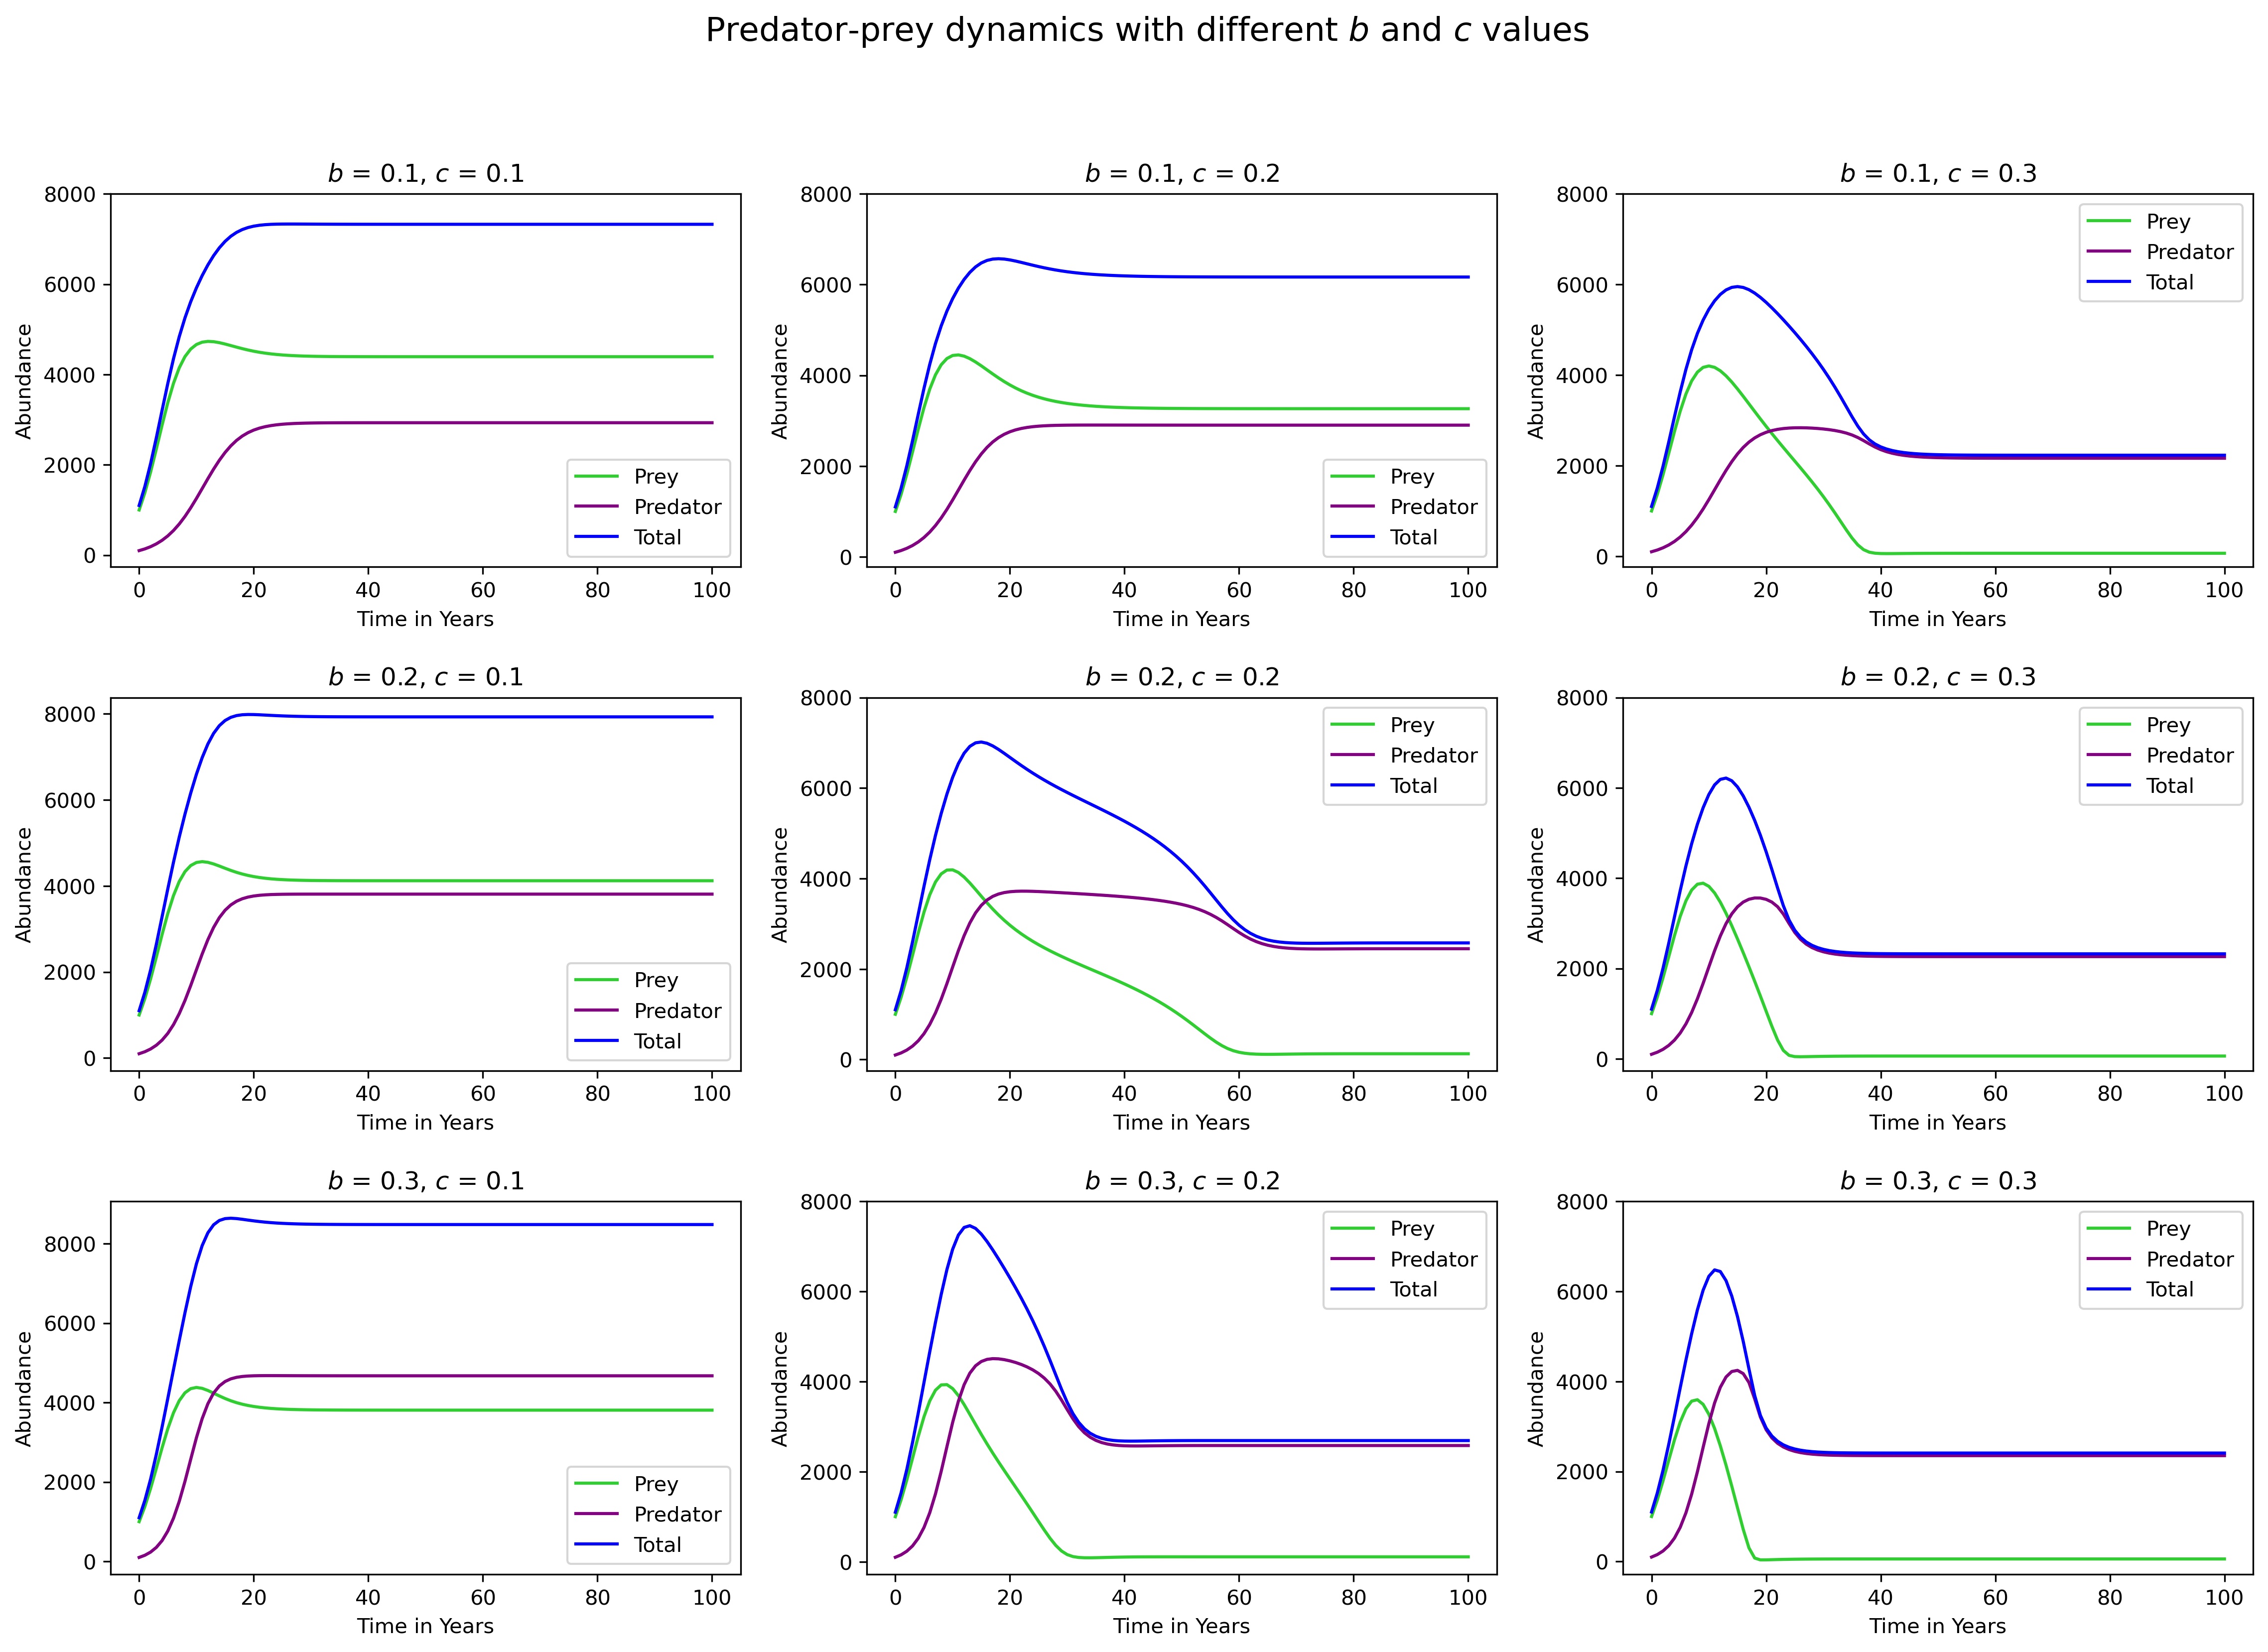 Predator-prey dynamics with different b and c values
b = 0.1, c = 0.1
8000
6000
4000
2000
0
Abundance
Prey
Predator
Total
0 20 40 60 80 100
Time in Years
b = 0.1, c = 0.2
8000
6000
4000
2000
0
Abundance
Prey
Predator
Total
0 20 40 60 80 100
Time in Years
b = 0.1, c = 0.3
8000
6000
4000
2000
0
Abundance
Prey
Predator
Total
0 20 40 60 80 100
Time in Years
b = 0.2, c = 0.1
8000
6000
4000
2000
0
Abundance
Prey
Predator
Total
0 20 40 60 80 100
Time in Years
b = 0.2, c = 0.2
8000
6000
4000
2000
0
Abundance
Prey
Predator
Total
0 20 40 60 80 100
Time in Years
b = 0.2, c = 0.3
8000
6000
4000
2000
0
Abundance
Prey
Predator
Total
0 20 40 60 80 100
Time in Years
b = 0.3, c = 0.1
8000
6000
4000
2000
0
Abundance
Prey
Predator
Total
0 20 40 60 80 100
Time in Years
b = 0.3, c = 0.2
8000
6000
4000
2000
0
Abundance
Prey
Predator
Total
0 20 40 60 80 100
Time in Years
b = 0.3, c = 0.3
8000
6000
4000
2000
0
Abundance
Prey
Predator
Total
0 20 40 60 80 100
Time in Years